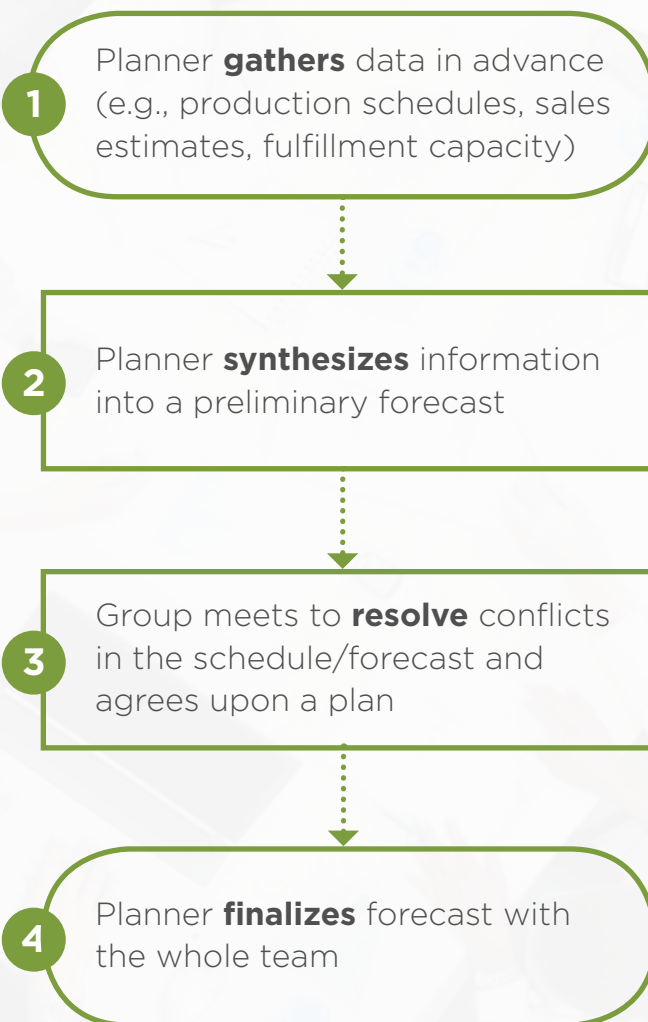 1
Planner gathers data in advance
(e.g., production schedules, sales
estimates, fulfillment capacity)
2
Planner synthesizes information
into a preliminary forecast
3
Group meets to resolve conflicts
in the schedule/forecast and
agrees upon a plan
4
Planner finalizes forecast with
the whole team